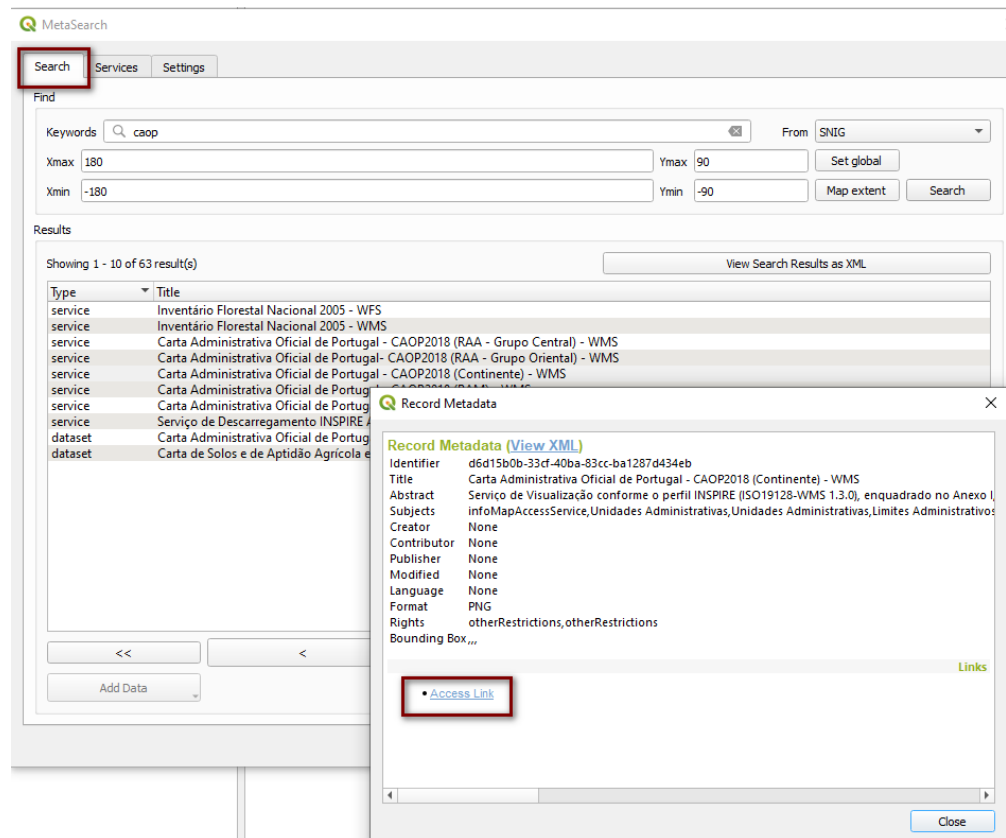 MetaSearch
Search Services Settings
Find
Keywords caop From SNIG
Xmax 180 Ymax 90 Set global
Xmin -180 Ymin -90 Map extent Search
Results
Showing 1 - 10 of 63 result(s) View Search Results as XML
Type Title
service Inventário Florestal Nacional 2005 - WFS
service Inventário Florestal Nacional 2005 - WMS
service Carta Administrativa Oficial de Portugal - CAOP2018 (RAA - Grupo Central) - WMS
service Carta Administrativa Oficial de Portugal- CAOP2018 (RAA - Grupo Oriental) - WMS
service Carta Administrativa Oficial de Portugal - CAOP2018 (Continente) - WMS
service Carta Administrativa Oficial de Portug CAOP2018 (RAM) - WMS
service Carta Administrativa Oficial de Portug
service Serviço de Descarregamento INSPIRE A
dataset Carta Administrativa Oficial de Portug
dataset Carta de Solos e de Aptidão Agrícola e
<< <
Add Data
Record Metadata
Record Metadata (View XML)
Identifier d6d15b0b-33cf-40ba-83cc-ba1287d434eb
Title Carta Administrativa Oficial de Portugal - CAOP2018 (Continente) - WMS
Abstract Serviço de Visualização conforme o perfil INSPIRE (ISO19128-WMS 1.3.0), enquadrado no Anexo I,
Subjects infoMapAccessService,Unidades Administrativas,Unidades Administrativas,Limites Administrativos
Creator None
Contributor None
Publisher None
Modified None
Language None
Format PNG
Rights otherRestrictions,otherRestrictions
Bounding Box,,,
Links
• Access Link
Close